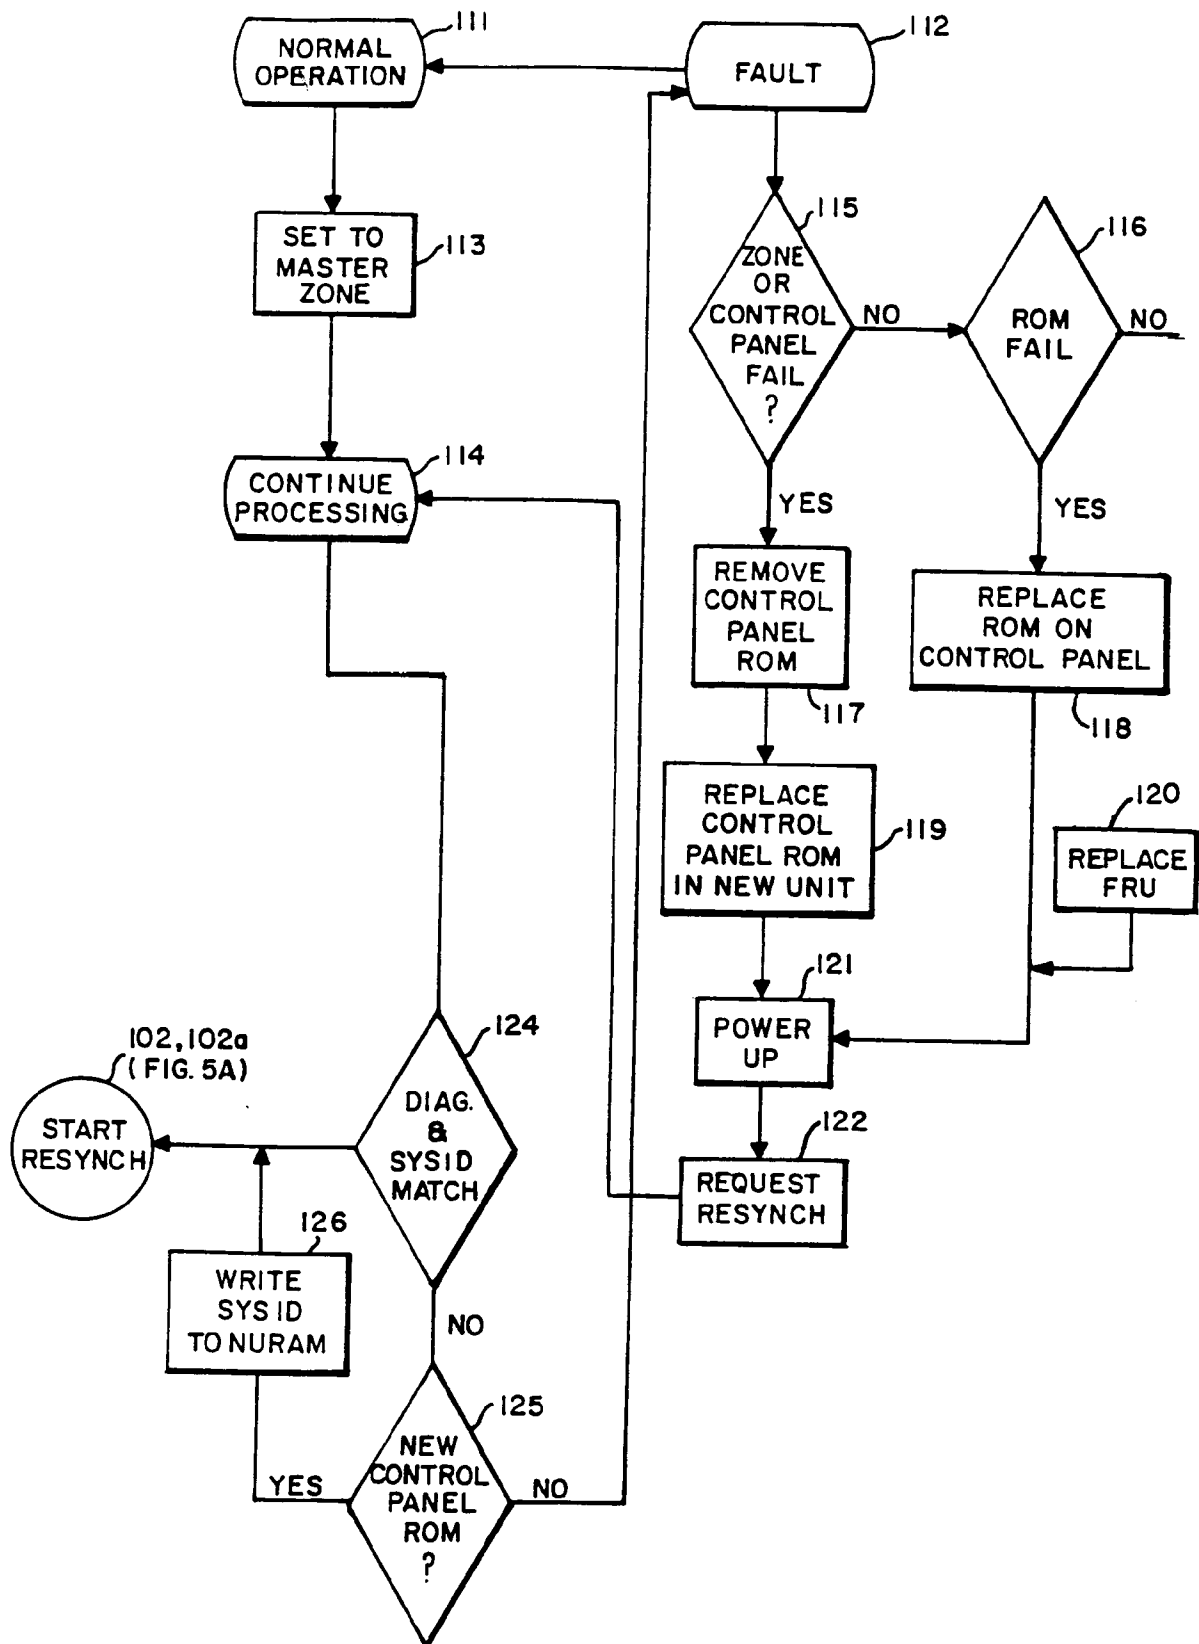 111
NORMAL
OPERATION
112
FAULT
SET TO
MASTER
ZONE
113
115
ZONE
OR
CONTROL
PANEL
FAIL
?
NO
116
ROM
FAIL
NO
114
CONTINUE
PROCESSING
YES
YES
REMOVE
CONTROL
PANEL
ROM
117
REPLACE
ROM ON
CONTROL PANEL
118
REPLACE
CONTROL
PANEL ROM
IN NEW UNIT
119
120
REPLACE
FRU
121
POWER
UP
122
REQUEST
RESYNCH
124
DIAG.
&
SYSID
MATCH
102, 102a
(FIG. 5A)
START
RESYNCH
126
WRITE
SYSID
TO NURAM
NO
125
NEW
CONTROL
PANEL
ROM
?
YES
NO